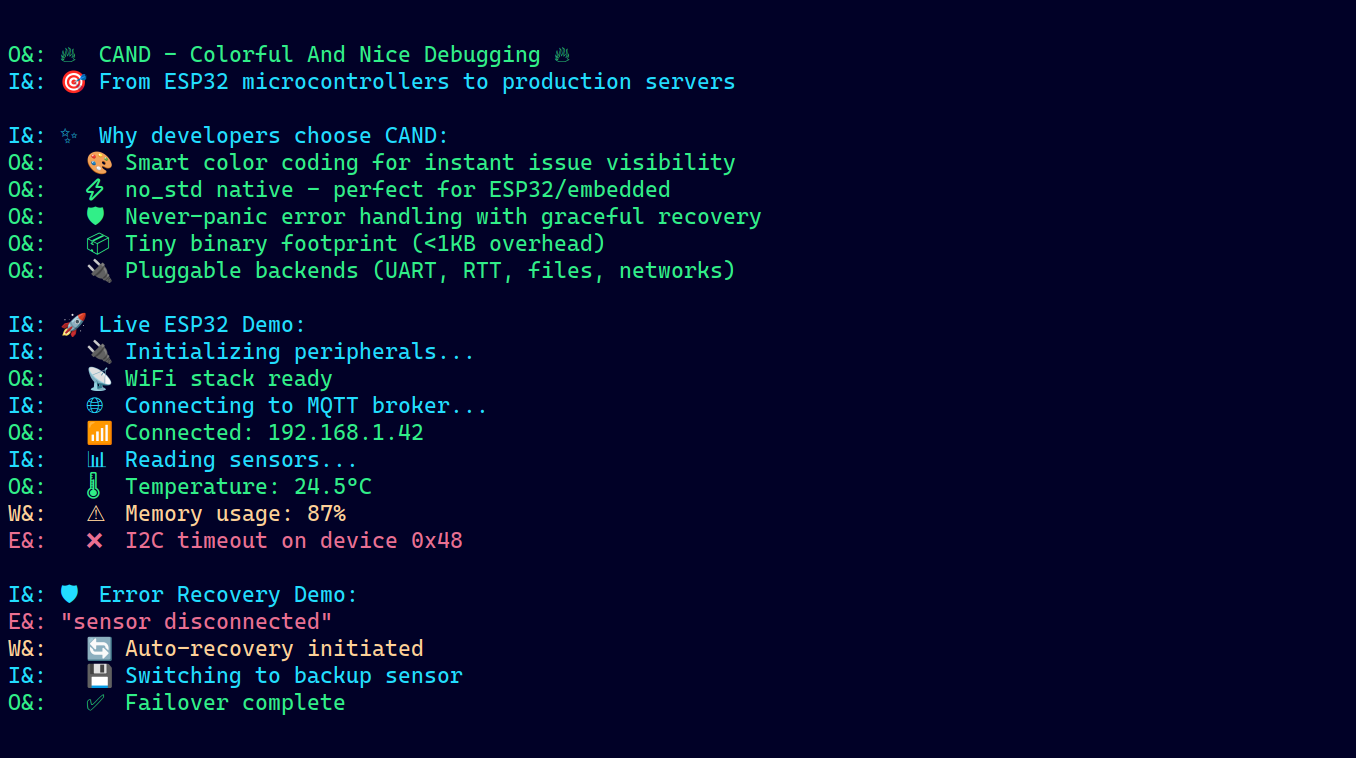 O&: 🔥 CAND - Colorful And Nice Debugging 🔥
I&: 🎯 From ESP32 microcontrollers to production servers
I&: ✨ Why developers choose CAND:
O&: 🎨 Smart color coding for instant issue visibility
O&: ⚡ no_std native - perfect for ESP32/embedded
O&: 🛡 Never-panic error handling with graceful recovery
O&: 📦 Tiny binary footprint (<1KB overhead)
O&: 🔌 Pluggable backends (UART, RTT, files, networks)
I&: 🚀 Live ESP32 Demo:
I&: 🔌 Initializing peripherals...
O&: 📡 WiFi stack ready
I&: 🌐 Connecting to MQTT broker...
O&: 📶 Connected: 192.168.1.42
I&: 📊 Reading sensors...
O&: 🌡 Temperature: 24.5°C
W&: ⚠ Memory usage: 87%
E&: ❌ I2C timeout on device 0x48
I&: 🛡 Error Recovery Demo:
E&: "sensor disconnected"
W&: 🔄 Auto-recovery initiated
I&: 💾 Switching to backup sensor
O&: ✅ Failover complete